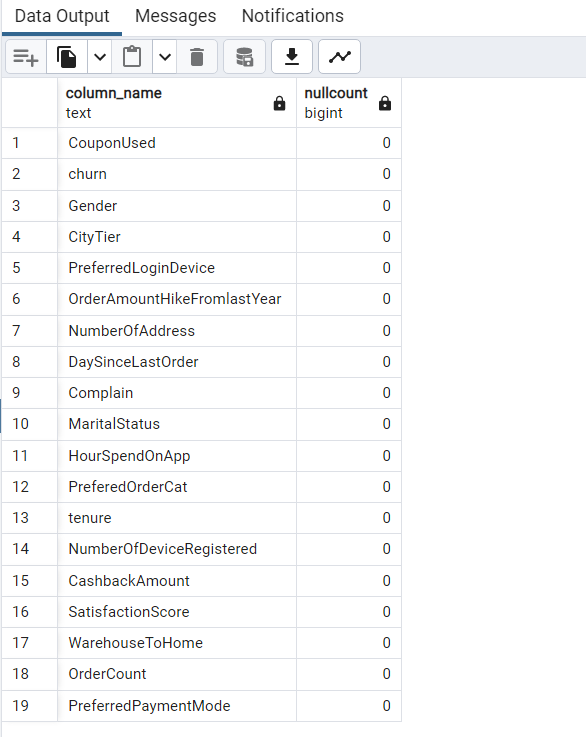 Data Output Messages Notifications
column_name nullcount
text bigint
1 CouponUsed 0
2 churn 0
3 Gender 0
4 CityTier 0
5 PreferredLoginDevice 0
6 OrderAmountHikeFromlastYear 0
7 NumberOfAddress 0
8 DaySinceLastOrder 0
9 Complain 0
10 MaritalStatus 0
11 HourSpendOnApp 0
12 PreferedOrderCat 0
13 tenure 0
14 NumberOfDeviceRegistered 0
15 CashbackAmount 0
16 SatisfactionScore 0
17 WarehouseToHome 0
18 OrderCount 0
19 PreferredPaymentMode 0